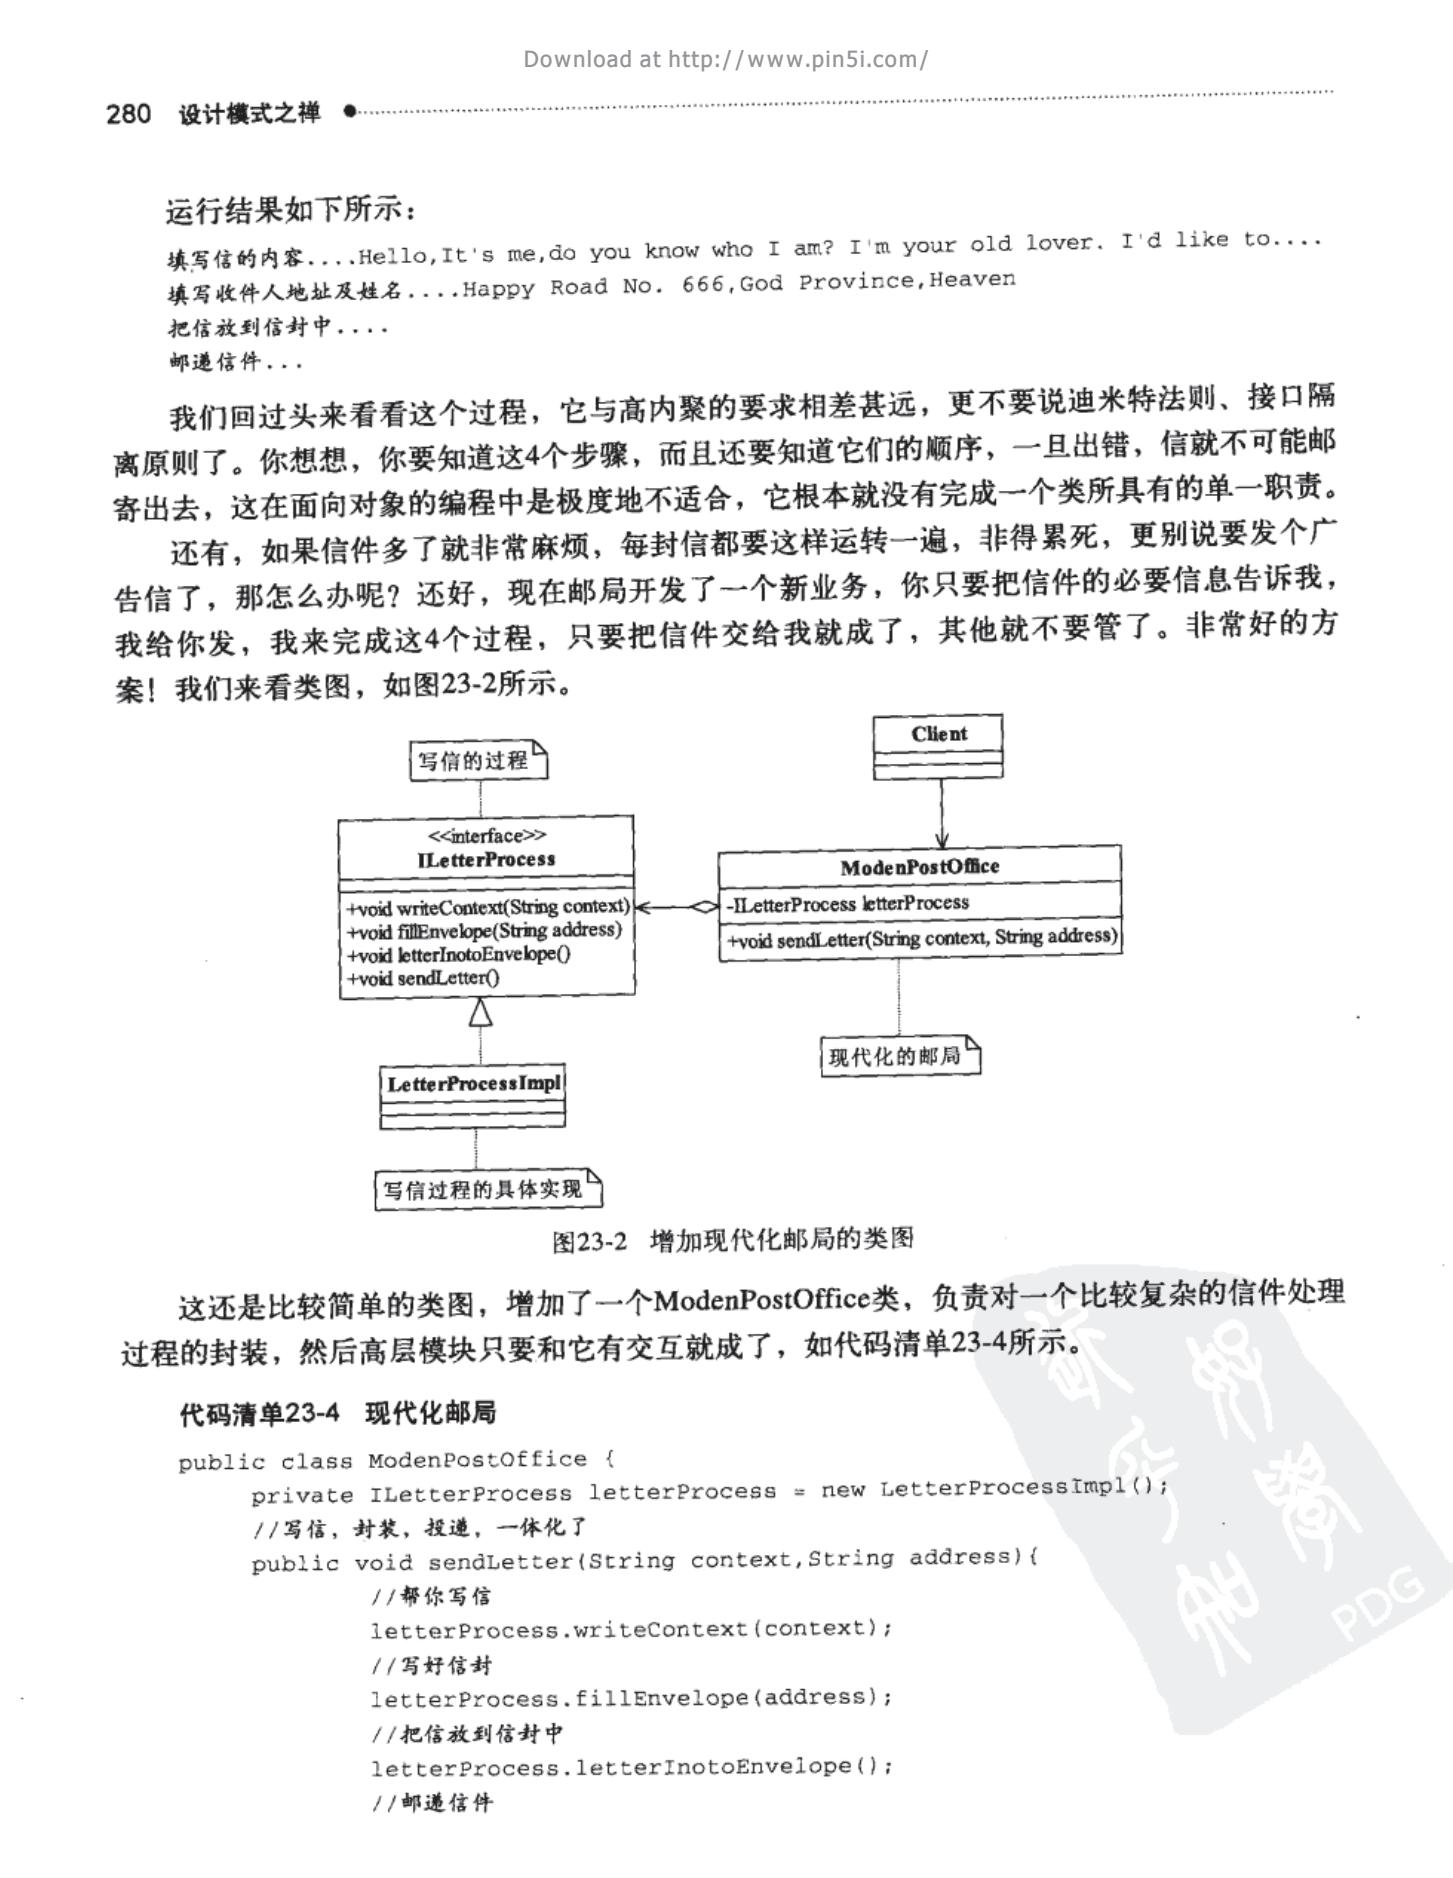 Download at http://www.pin5i.com/
280 设计模式之禅
运行结果如下所示：
填写信的内容....Hello,It's me,do you know who I am? I'm your old lover. I'd like to....
填写收件人地址及姓名....Happy Road No. 666,God Province,Heaven
把信放到信封中....
邮递信件...
我们回过头来看看这个过程，它与高内聚的要求相差甚远，更不要说迪米特法则、接口隔
离原则了。你想想，你要知道这4个步骤，而且还要知道它们的顺序，一旦出错，信就不可能邮
寄出去，这在面向对象的编程中是极度地不适合，它根本就没有完成一个类所具有的单一职责。
还有，如果信件多了就非常麻烦，每封信都要这样运转一遍，非得累死，更别说要发个广
告信了，那怎么办呢？还好，现在邮局开发了一个新业务，你只要把信件的必要信息告诉我，
我给你发，我来完成这4个过程，只要把信件交给我就成了，其他就不要管了。非常好的方
案！我们来看类图，如图23-2所示。
写信的过程
Client
<<interface>>
ILetterProcess
+void writeContext(String context)
+void fillEnvelope(String address)
+void letterInotoEnvelope()
+void sendLetter()
ModenPostOffice
-ILetterProcess letterProcess
+void sendLetter(String context, String address)
现代化的邮局
LetterProcessImpl
写信过程的具体实现
图23-2 增加现代化邮局的类图
这还是比较简单的类图，增加了一个ModenPostOffice类，负责对一个比较复杂的信件处理
过程的封装，然后高层模块只要和它有交互就成了，如代码清单23-4所示。
代码清单23-4 现代化邮局
public class ModenPostOffice {
private ILetterProcess letterProcess = new LetterProcessImpl();
//写信，封装，投递，一体化了
public void sendLetter(String context,String address){
//帮你写信
letterProcess.writeContext(context);
//写好信封
letterProcess.fillEnvelope(address);
//把信放到信封中
letterProcess.letterInotoEnvelope();
//邮递信件
PDG